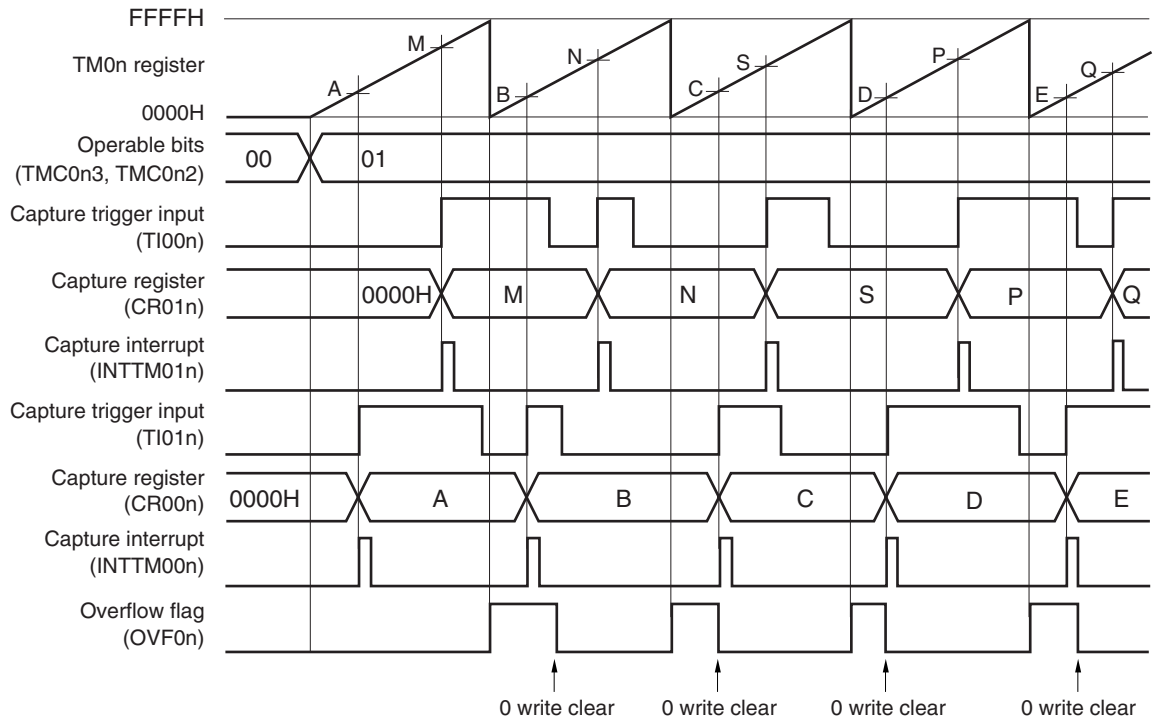 FFFFH
M
N
S
P
Q
TM0n register
A
B
C
D
E
0000H
Operable bits
(TMC0n3, TMC0n2)
00
01
Capture trigger input
(TI00n)
Capture register
(CR01n)
0000H
M
N
S
P
Q
Capture interrupt
(INTTM01n)
Capture trigger input
(TI01n)
Capture register
(CR00n)
0000H
A
B
C
D
E
Capture interrupt
(INTTM00n)
Overflow flag
(OVF0n)
0 write clear
0 write clear
0 write clear
0 write clear